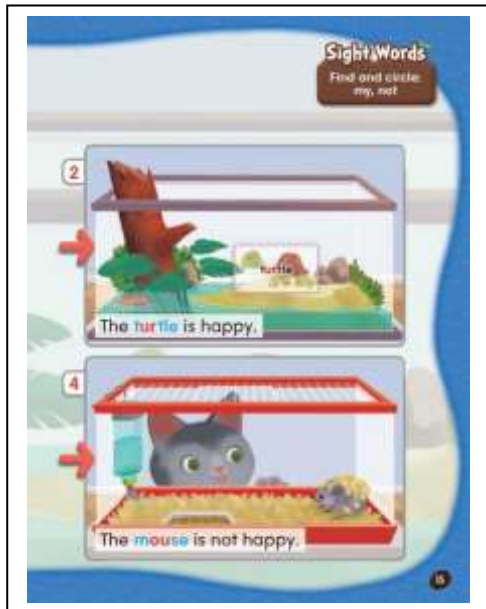 Sight Words
Find and circle:
my, not
2
turtle
The turtle is happy.
4
The mouse is not happy.
15